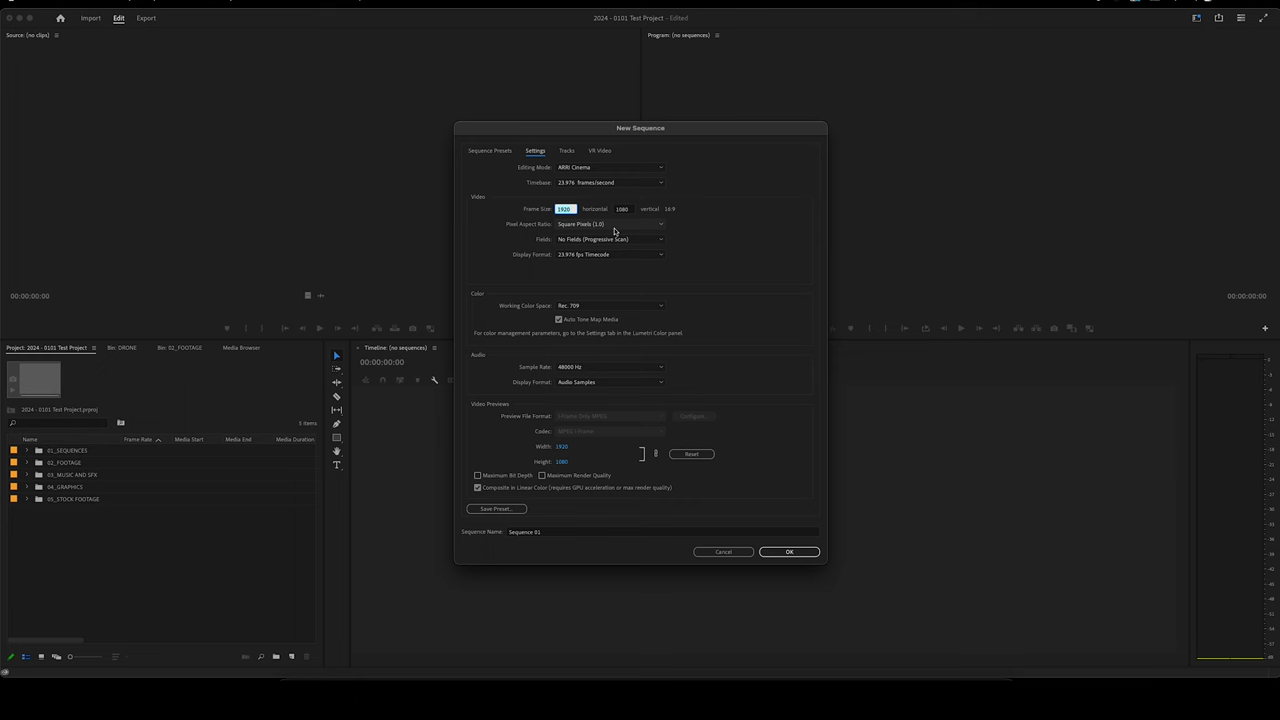 Import Edit Export 2024 - 0101 Test Project - Edited
Source: (no clips) Program: (no sequences)
New Sequence
Sequence Presets Settings Tracks VR Video
Editing Mode: ARRI Cinema
Timebase: 23.976 frames/second
Video
Frame Size: 1920 horizontal 1080 vertical 16:9
Pixel Aspect Ratio: Square Pixels (1.0)
Fields: No Fields (Progressive Scan)
Display Format: 23.976 fps Timecode
00;00;00;00 00;00;00;00
Color
Working Color Space: Rec. 709
Auto Tone Map Media
For color management parameters, go to the Settings tab in the Lumetri Color panel.
Project: 2024 - 0101 Test Project Bin: DRONE Bin: 02_FOOTAGE Media Browser Timeline: (no sequences)
00;00;00;00
Audio
Sample Rate: 48000 Hz
Display Format: Audio Samples
2024 - 0101 Test Project.prproj
3 Items
Name Frame Rate Media Start Media End Media Duration
01_SEQUENCES
02_FOOTAGE
03_MUSIC AND SFX
04_GRAPHICS
05_STOCK FOOTAGE
Video Previews
Preview File Format: I-Frame Only MPEG Configure...
Codec: MPEG I-Frame
Width: 1920
Height: 1080
Reset
Maximum Bit Depth Maximum Render Quality
Composite in Linear Color (requires GPU acceleration or max render quality)
Save Preset...
Sequence Name: Sequence 01
Cancel OK